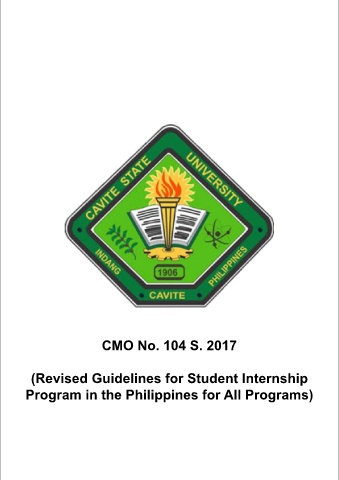 CAVITE STATE UNIVERSITY
1906
INDANG
CAVITE
PHILIPPINES
CMO No. 104 S. 2017
(Revised Guidelines for Student Internship
Program in the Philippines for All Programs)